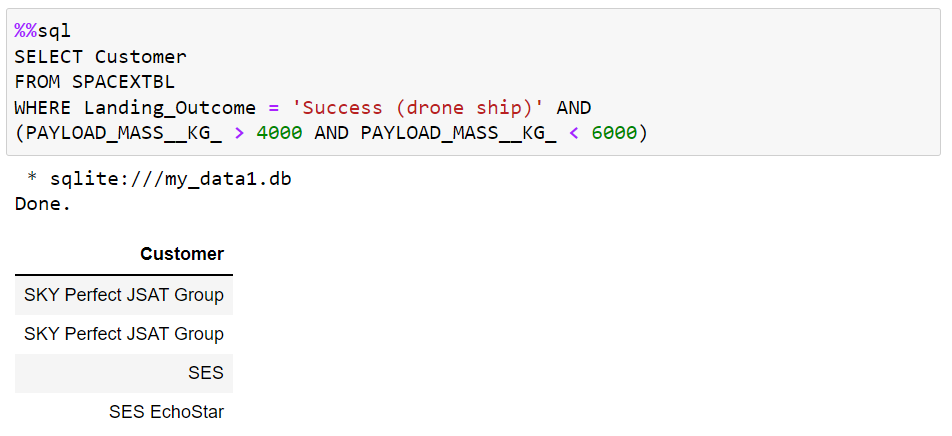 %%sql
SELECT Customer
FROM SPACEXTBL
WHERE Landing_Outcome = 'Success (drone ship)' AND
(PAYLOAD_MASS__KG_ > 4000 AND PAYLOAD_MASS__KG_ < 6000)
* sqlite:///my_data1.db
Done.
Customer
SKY Perfect JSAT Group
SKY Perfect JSAT Group
SES
SES EchoStar